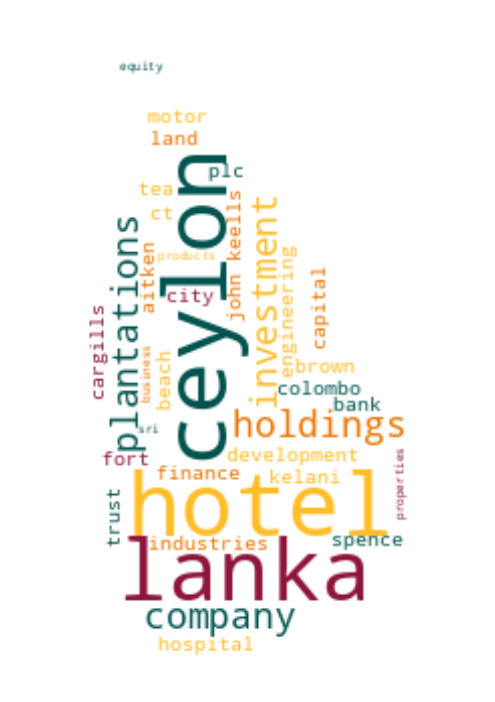 equity
motor
land
plc
tea
ct
ceylon
john keells
investment
plantations
aitken
products
city
engineering
capital
cargills
business
beach
brown
colombo
bank
holdings
sri
fort
development
finance
kelani
properties
hotel
trust
industries
spence
lanka
company
hospital